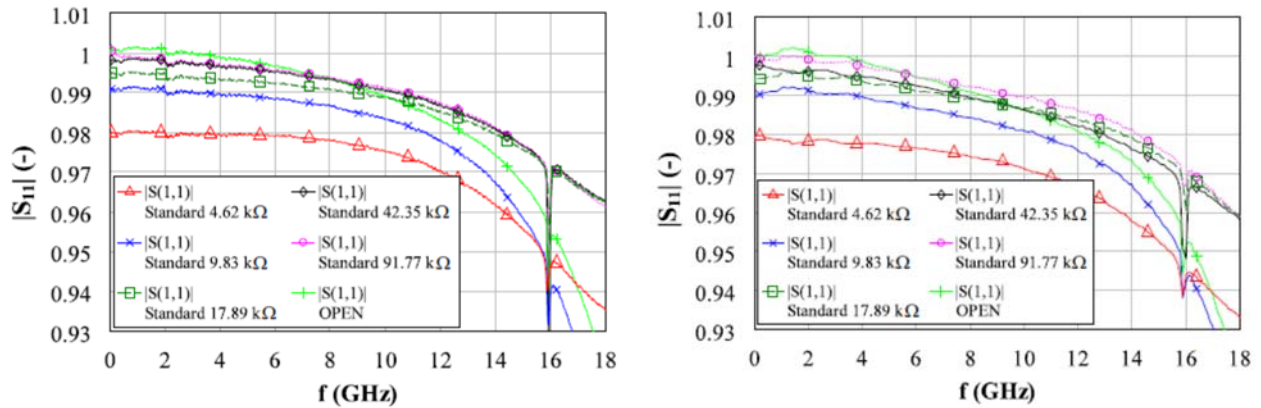 1.01
1
0.99
0.98
0.97
0.96
0.95
0.94
0.93
|S₁₁| (-)
|S(1,1)|
Standard 4.62 kΩ
|S(1,1)|
Standard 42.35 kΩ
|S(1,1)|
Standard 9.83 kΩ
|S(1,1)|
Standard 91.77 kΩ
|S(1,1)|
Standard 17.89 kΩ
|S(1,1)|
OPEN
0 2 4 6 8 10 12 14 16 18
f (GHz)
1.01
1
0.99
0.98
0.97
0.96
0.95
0.94
0.93
|S₁₁| (-)
|S(1,1)|
Standard 4.62 kΩ
|S(1,1)|
Standard 42.35 kΩ
|S(1,1)|
Standard 9.83 kΩ
|S(1,1)|
Standard 91.77 kΩ
|S(1,1)|
Standard 17.89 kΩ
|S(1,1)|
OPEN
0 2 4 6 8 10 12 14 16 18
f (GHz)